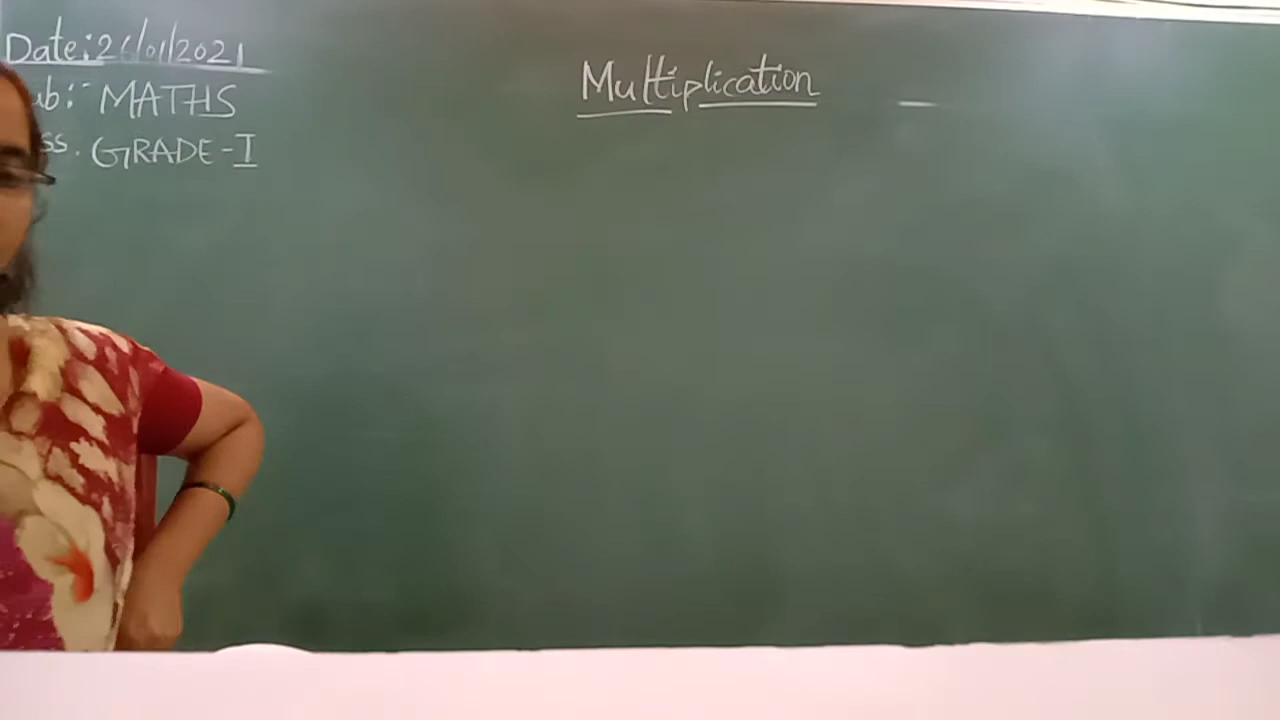 Date:26/01/2021
ub:- MATHS
ss. GRADE-I
Multiplication